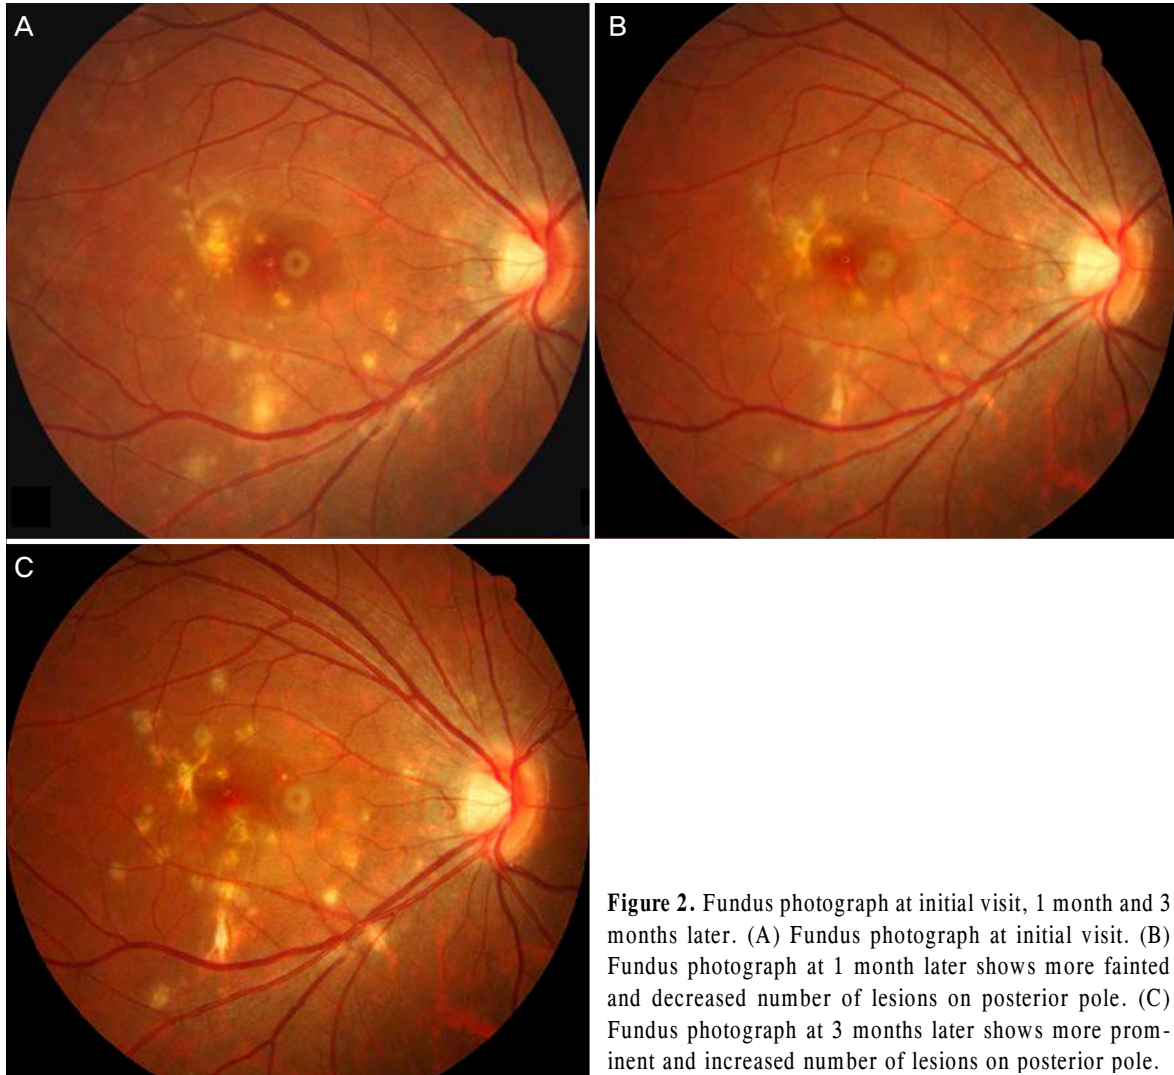 A
B
C
Figure 2. Fundus photograph at initial visit, 1 month and 3
months later. (A) Fundus photograph at initial visit. (B)
Fundus photograph at 1 month later shows more fainted
and decreased number of lesions on posterior pole. (C)
Fundus photograph at 3 months later shows more prom-
inent and increased number of lesions on posterior pole.